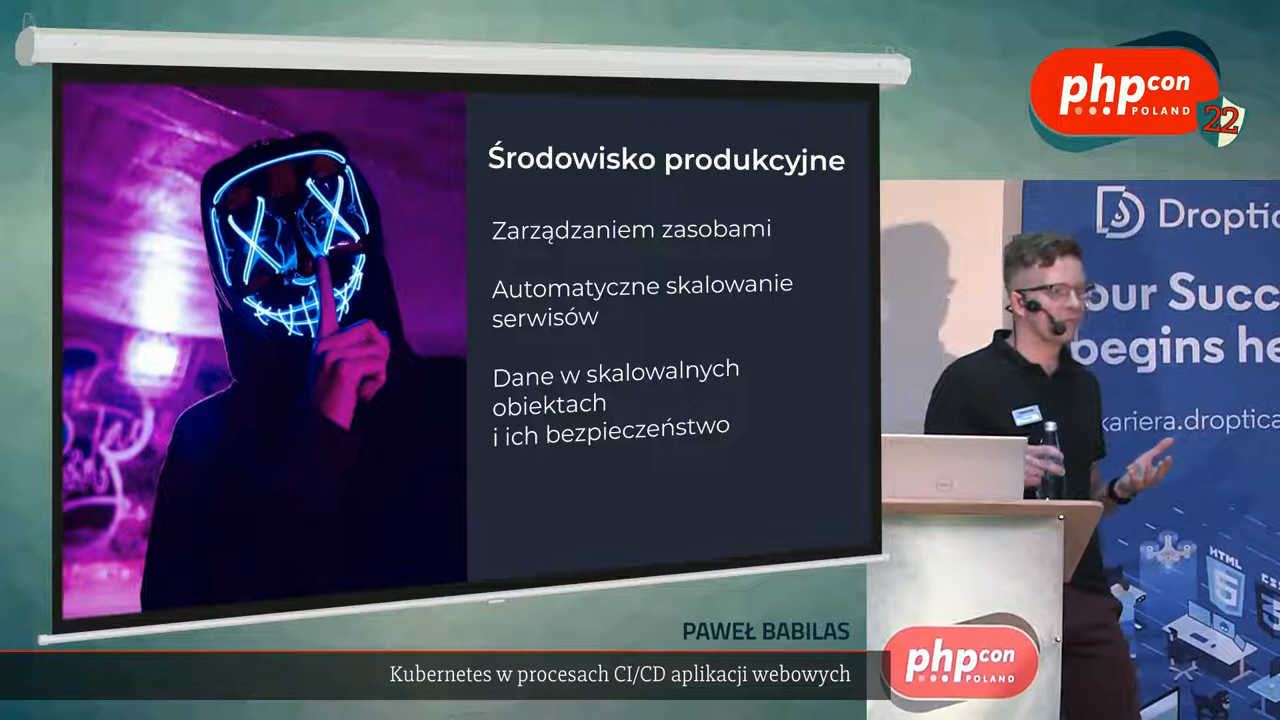 Środowisko produkcyjne
Zarządzaniem zasobami
Automatyczne skalowanie
serwisów
Dane w skalowalnych
obiektach
i ich bezpieczeństwo
php con
POLAND
22
our Succ
begins he
kariera.droptica
HTML
PAWEŁ BABILAS
Kubernetes w procesach CI/CD aplikacji webowych
php con
POLAND